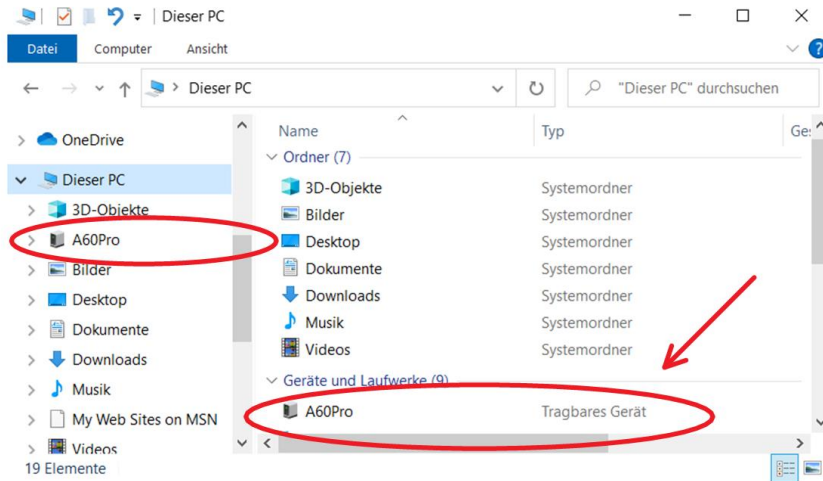 Dieser PC
Datei Computer Ansicht
Dieser PC "Dieser PC" durchsuchen
OneDrive
Dieser PC
3D-Objekte
A60Pro
Bilder
Desktop
Dokumente
Downloads
Musik
My Web Sites on MSN
Videos
Name Typ
Ordner (7)
3D-Objekte Systemordner
Bilder Systemordner
Desktop Systemordner
Dokumente Systemordner
Downloads Systemordner
Musik Systemordner
Videos Systemordner
Geräte und Laufwerke (9)
A60Pro Tragbares Gerät
19 Elemente